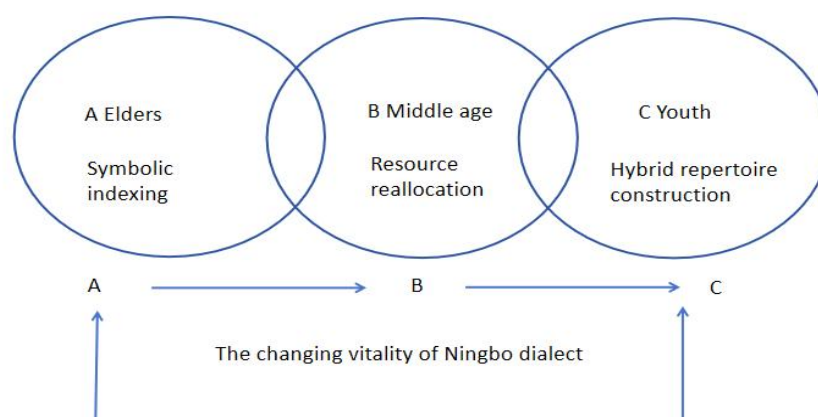 A Elders
B Middle age
C Youth
Symbolic
indexing
Resource
reallocation
Hybrid repertoire
construction
A
B
C
The changing vitality of Ningbo dialect